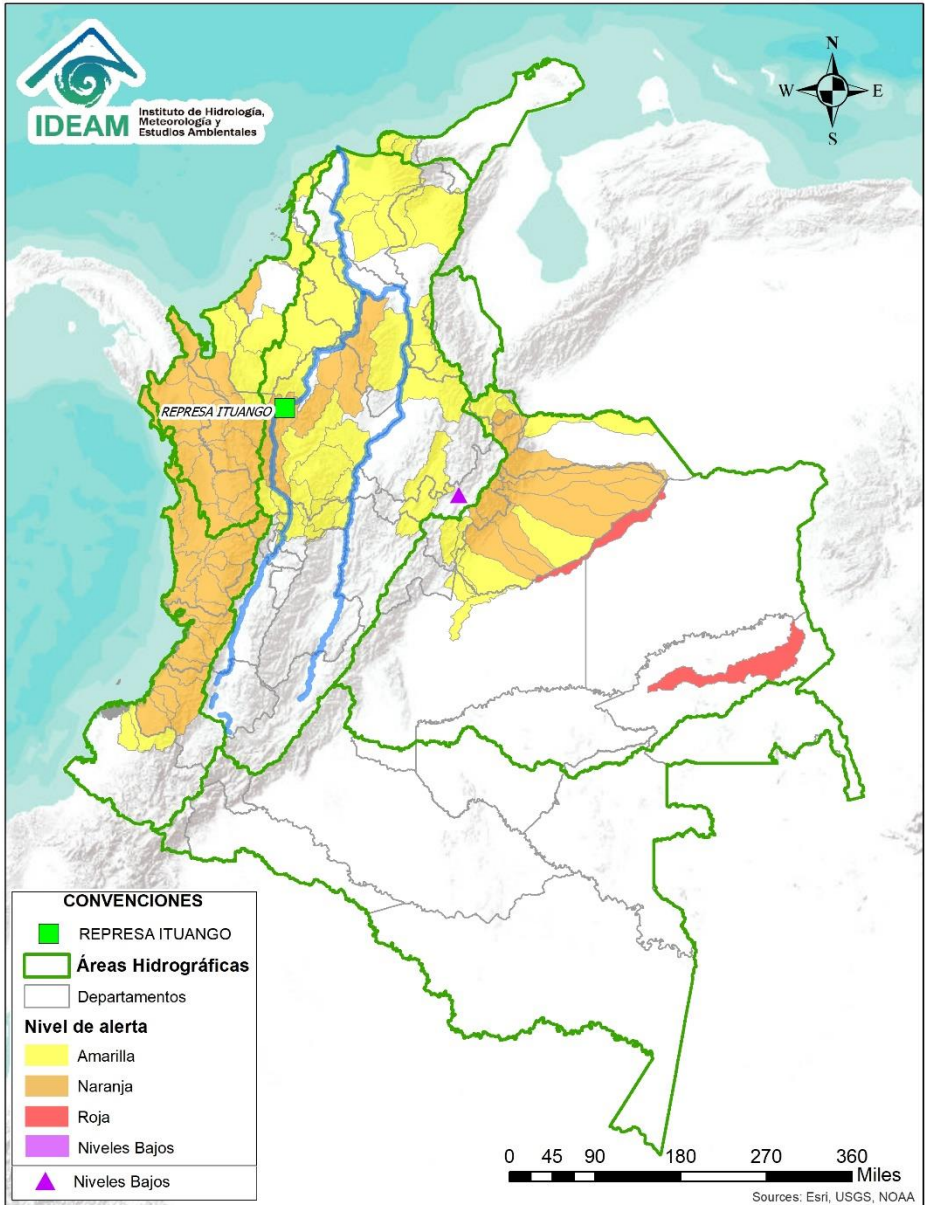 IDEAM
Instituto de Hidrología,
Meteorología y
Estudios Ambientales
N
W
E
S
REPRESA ITUANGO
CONVENCIONES
REPRESA ITUANGO
Áreas Hidrográficas
Departamentos
Nivel de alerta
Amarilla
Naranja
Roja
Niveles Bajos
Niveles Bajos
0 45 90 180 270 360
Miles
Sources: Esri, USGS, NOAA